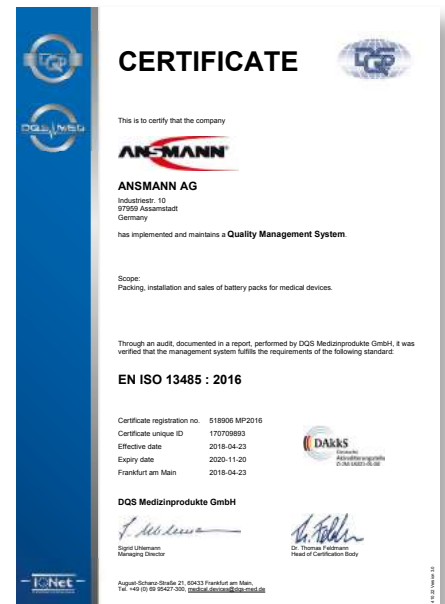 DQS
CERTIFICATE
DQS
DQS MED
This is to certify that the company
ANSMANN®
ANSMANN AG
Industriestr. 10
97959 Assamstadt
Germany
has implemented and maintains a Quality Management System.
Scope:
Packing, installation and sales of battery packs for medical devices.
Through an audit, documented in a report, performed by DQS Medizinprodukte GmbH, it was
verified that the management system fulfills the requirements of the following standard:
EN ISO 13485 : 2016
Certificate registration no. 518906 MP2016
Certificate unique ID 170709893
Effective date 2018-04-23
Expiry date 2020-11-20
Frankfurt am Main 2018-04-23
DAkkS
Deutsche
Akkreditierungsstelle
DQS Medizinprodukte GmbH
Sigrid Uhlemann
Managing Director
Dr. Thomas Feldmann
Head of Certification Body
IQNet
August-Schanz-Straße 21, 60433 Frankfurt am Main,
Tel. +49 (0) 69 95427-300, medical.devices@dqs-med.de